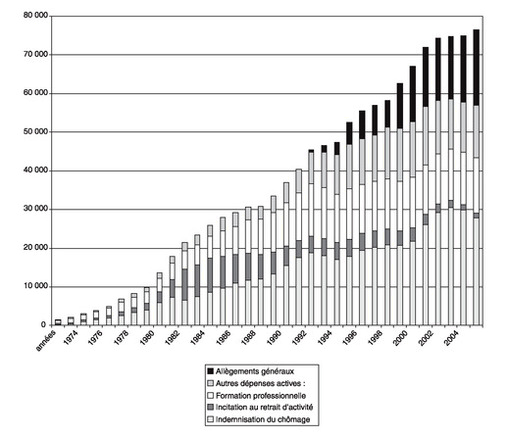 80 000
70 000
60 000
50 000
40 000
30 000
20 000
10 000
0
années 1974 1976 1978 1980 1982 1984 1986 1988 1990 1992 1994 1996 1998 2000 2002 2004
Allègements généraux
Autres dépenses actives :
Formation professionnelle
Incitation au retrait d'activité
Indemnisation du chômage